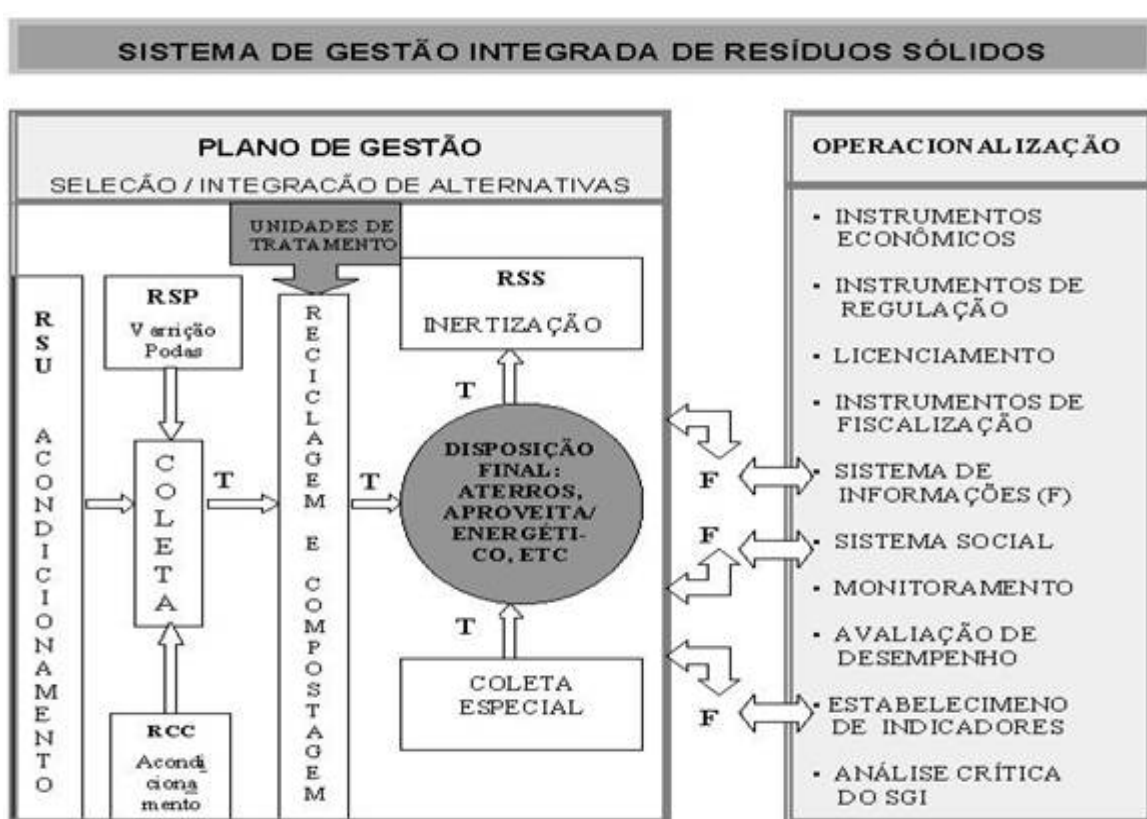 SISTEMA DE GESTÃO INTEGRADA DE RESÍDUOS SÓLIDOS
PLANO DE GESTÃO
SELECÃO / INTEGRACÃO DE ALTERNATIVAS
UNIDADES DE
TRATAMENTO
RSU ACONDICIONAMENTO
RSP
Varrição
Podas
COLETA
RCC
Acondi
ciona
mento
T
RECICLAGEM E COMPOSTAGEM
T
RSS
INERTIZAÇÃO
T
DISPOSIÇÃO
FINAL:
ATERROS,
APROVEITA/
ENERGÉTI-
CO, ETC
T
COLETA
ESPECIAL
F
F
F
OPERACIONALIZAÇÃO
▪ INSTRUMENTOS
ECONÔMICOS
▪ INSTRUMENTOS DE
REGULAÇÃO
▪ LICENCIAMENTO
▪ INSTRUMENTOS DE
FISCALIZAÇÃO
▪ SISTEMA DE
INFORMAÇÕES (F)
▪ SISTEMA SOCIAL
▪ MONITORAMENTO
▪ AVALIAÇÃO DE
DESEMPENHO
▪ ESTABELECIMENO
DE INDICADORES
▪ ANÁLISE CRÍTICA
DO SGI